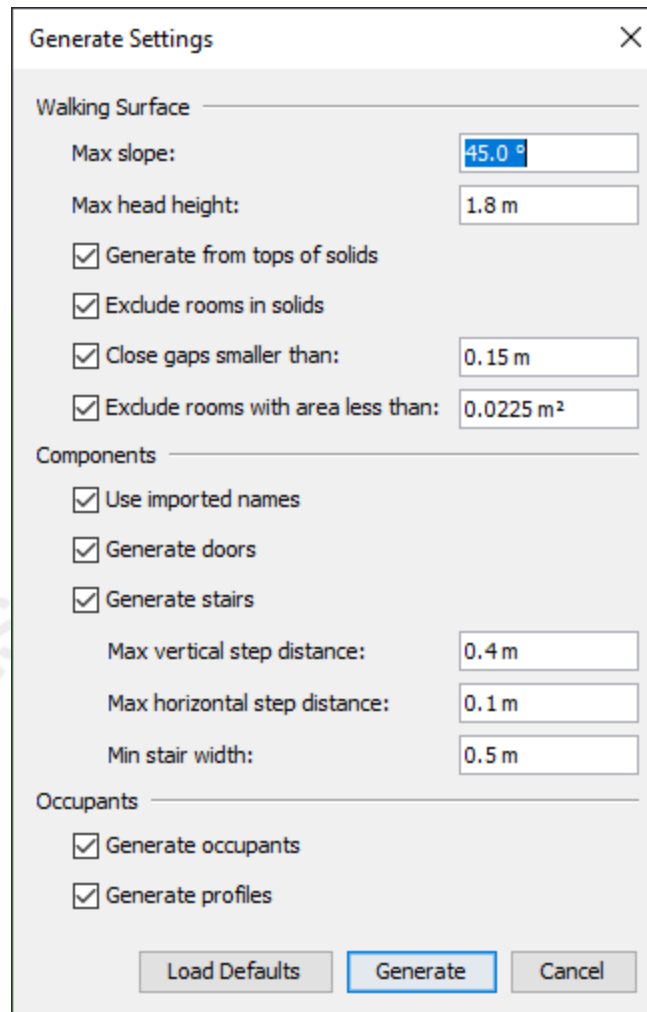 Generate Settings
Walking Surface
Max slope: 45.0 °
Max head height: 1.8 m
Generate from tops of solids
Exclude rooms in solids
Close gaps smaller than: 0.15 m
Exclude rooms with area less than: 0.0225 m²
Components
Use imported names
Generate doors
Generate stairs
Max vertical step distance: 0.4 m
Max horizontal step distance: 0.1 m
Min stair width: 0.5 m
Occupants
Generate occupants
Generate profiles
Load Defaults Generate Cancel